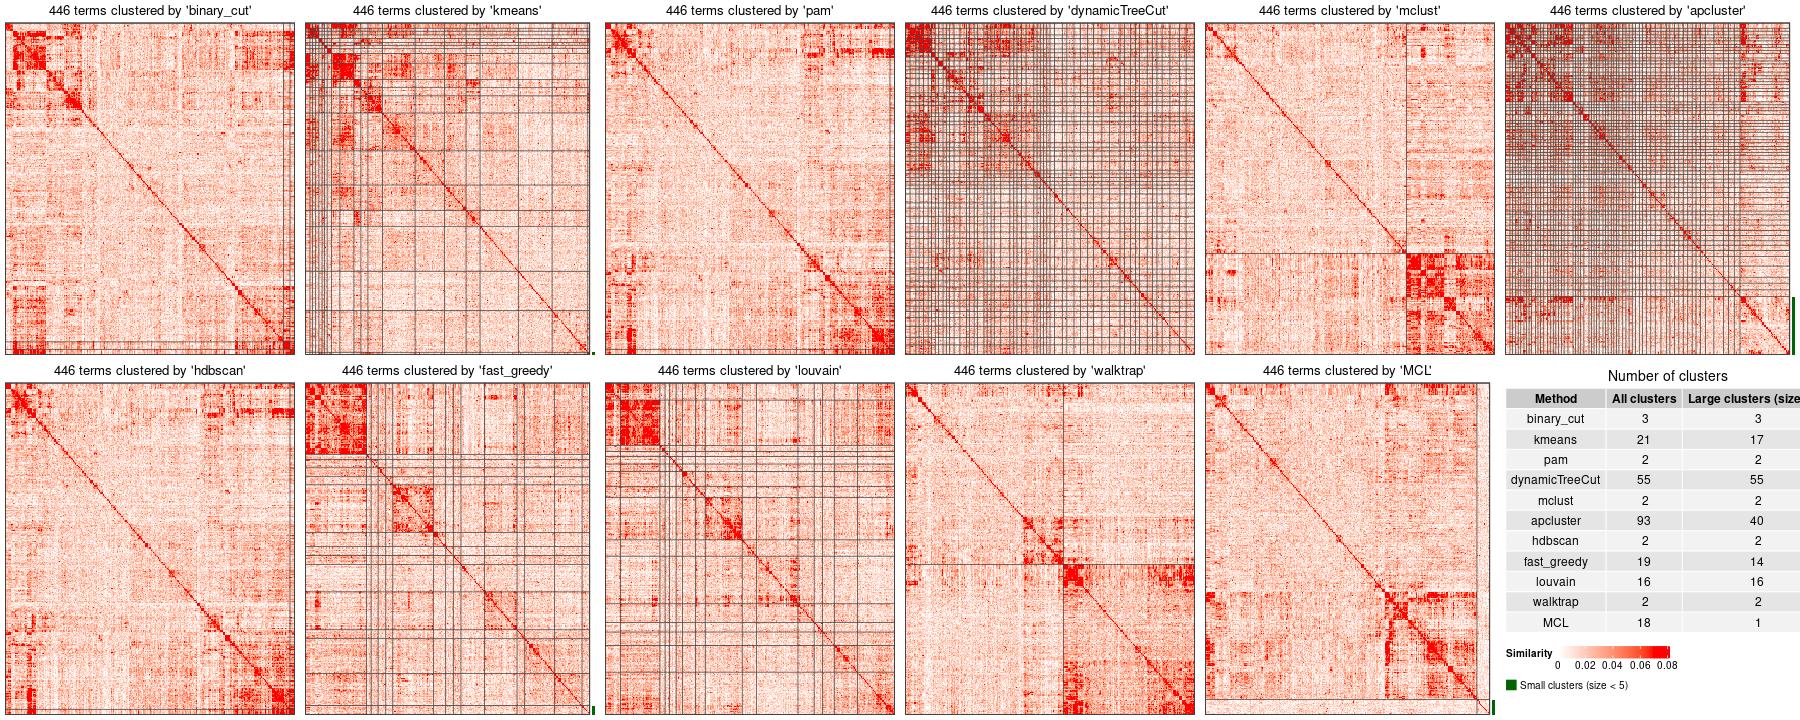 446 terms clustered by 'binary_cut'
446 terms clustered by 'kmeans'
446 terms clustered by 'pam'
446 terms clustered by 'dynamicTreeCut'
446 terms clustered by 'mclust'
446 terms clustered by 'apcluster'
446 terms clustered by 'hdbscan'
446 terms clustered by 'fast_greedy'
446 terms clustered by 'louvain'
446 terms clustered by 'walktrap'
446 terms clustered by 'MCL'
Number of clusters
Method All clusters Large clusters (size
binary_cut 3 3
kmeans 21 17
pam 2 2
dynamicTreeCut 55 55
mclust 2 2
apcluster 93 40
hdbscan 2 2
fast_greedy 19 14
louvain 16 16
walktrap 2 2
MCL 18 1
Similarity
0 0.02 0.04 0.06 0.08
Small clusters (size < 5)